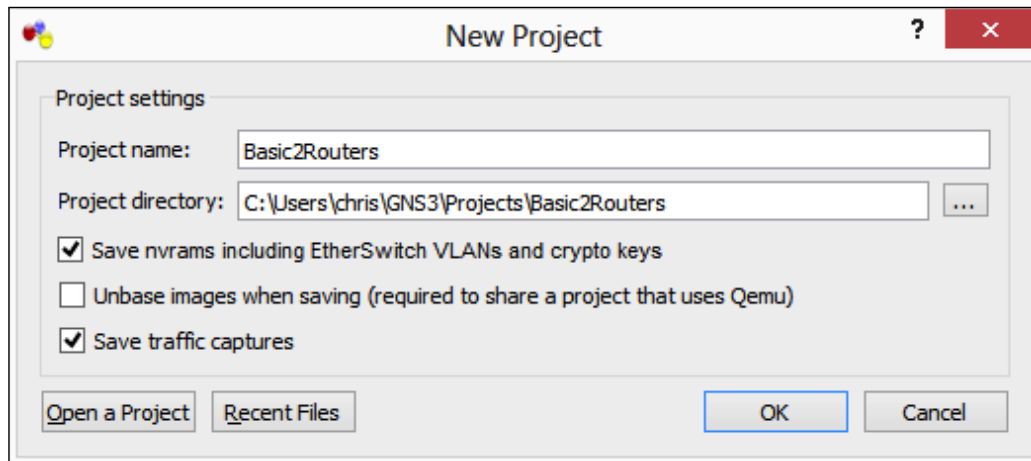 New Project
?
×
Project settings
Project name:
Basic2Routers
Project directory:
C:\Users\chris\GNS3\Projects\Basic2Routers
...
Save nvrams including EtherSwitch VLANs and crypto keys
Unbase images when saving (required to share a project that uses Qemu)
Save traffic captures
Open a Project
Recent Files
OK
Cancel